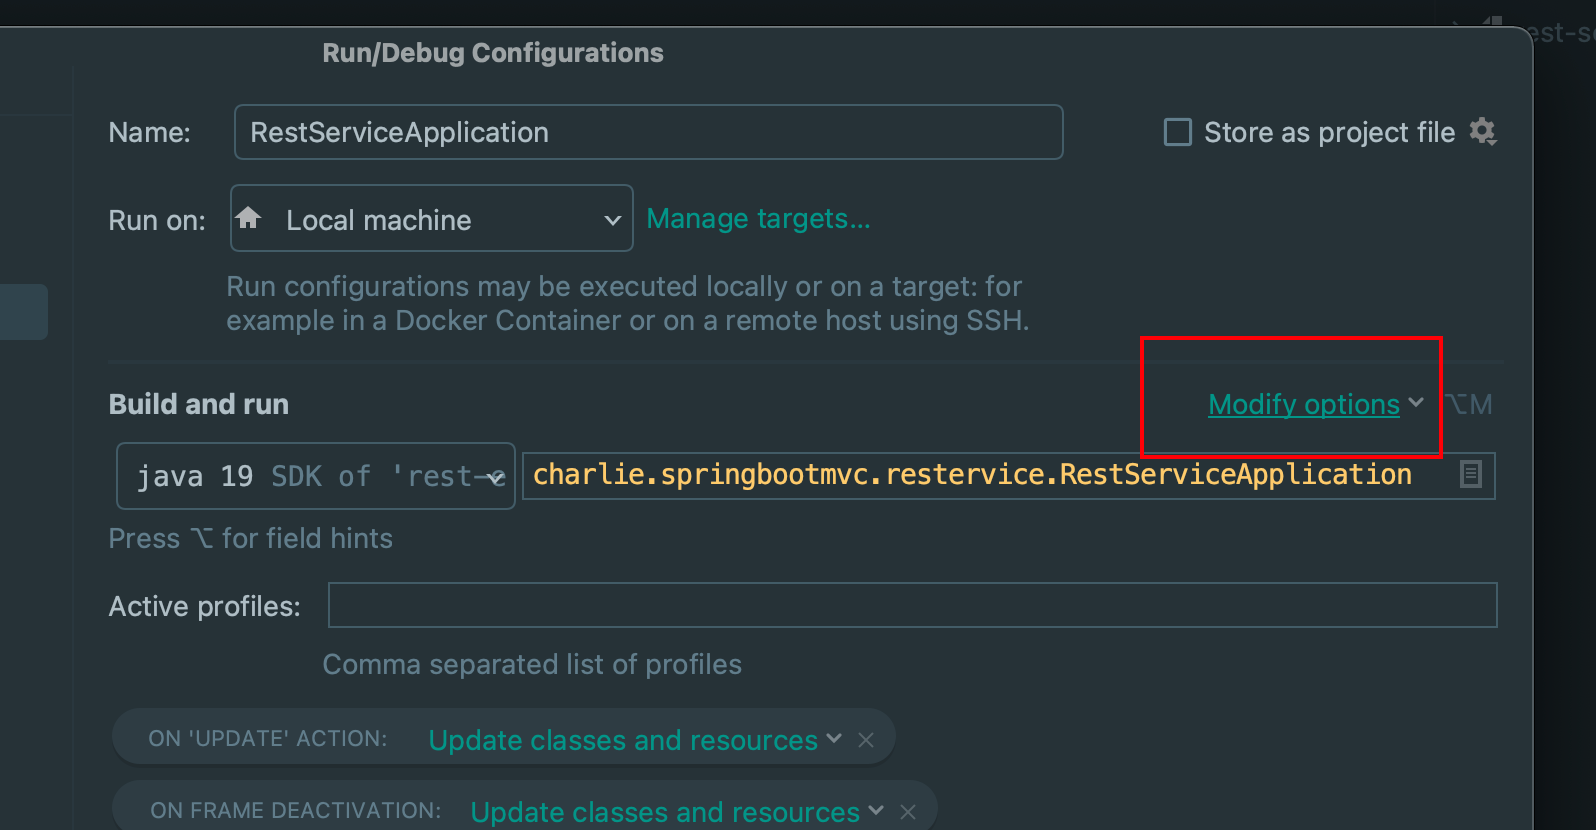 Run/Debug Configurations
Name: RestServiceApplication Store as project file
Run on: Local machine Manage targets...
Run configurations may be executed locally or on a target: for
example in a Docker Container or on a remote host using SSH.
Build and run Modify options ⌥M
java 19 SDK of 'rest-e charlie.springbootmvc.restervice.RestServiceApplication
Press ⌥ for field hints
Active profiles:
Comma separated list of profiles
ON 'UPDATE' ACTION: Update classes and resources
ON FRAME DEACTIVATION: Update classes and resources